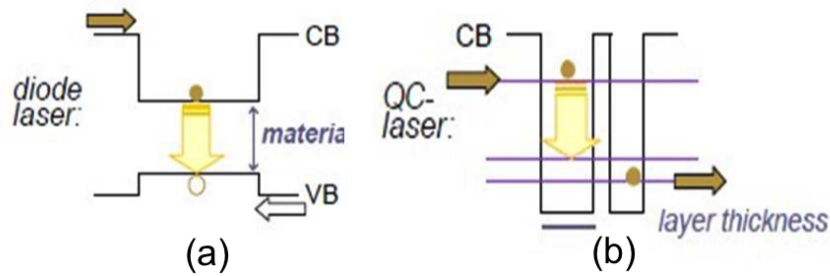 CB
diode
laser:
materia
VB
(a)
CB
QC-
laser:
layer thickness
(b)